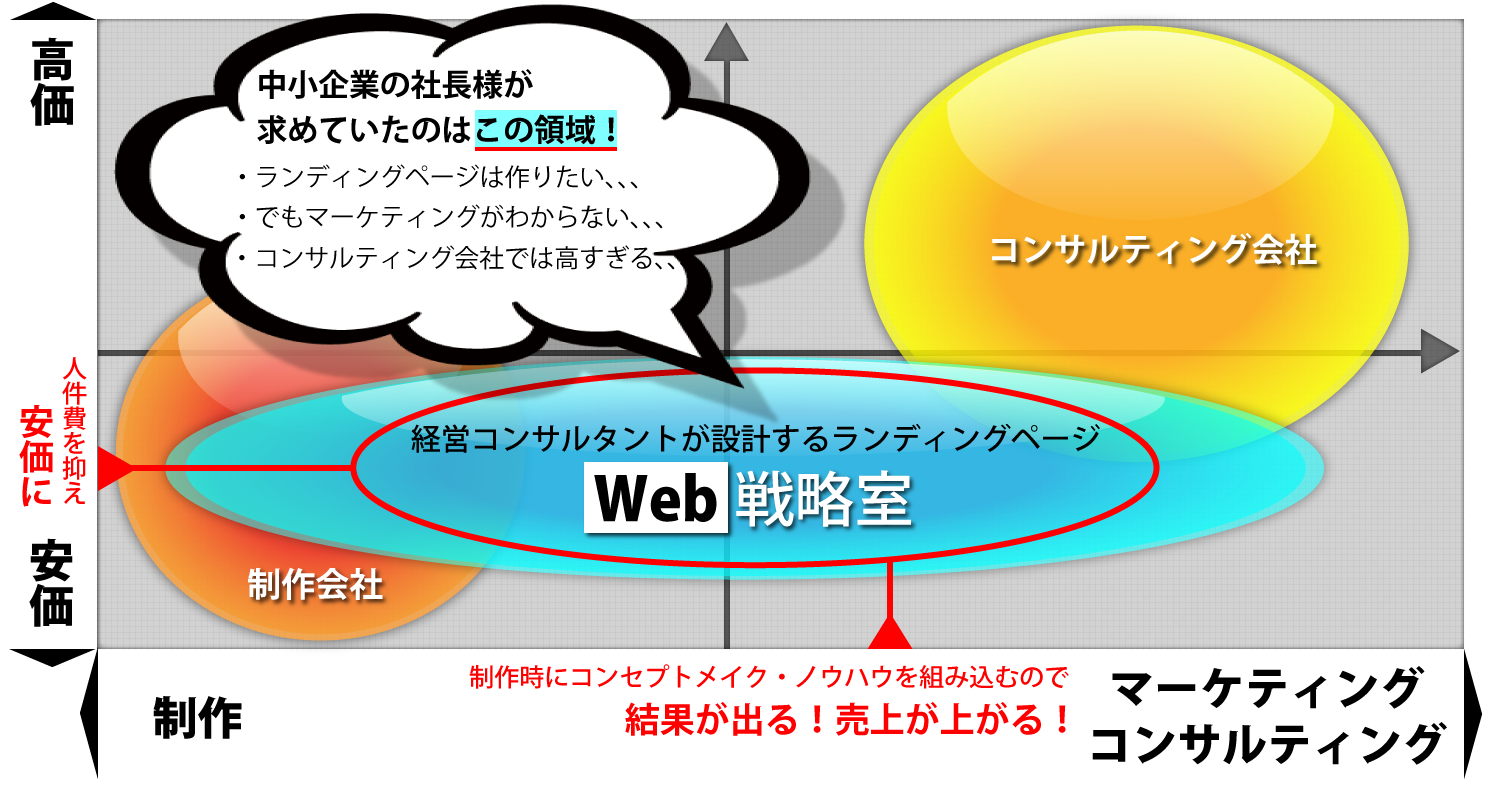 高価
中小企業の社長様が
求めていたのはこの領域！
・ランディングページは作りたい、、、
・でもマーケティングがわからない、、、
・コンサルティング会社では高すぎる、、
コンサルティング会社
人件費を抑え
安価に
経営コンサルタントが設計するランディングページ
Web戦略室
安価
制作会社
制作時にコンセプトメイク・ノウハウを組み込むので
結果が出る！売上が上がる！
制作
マーケティング
コンサルティング